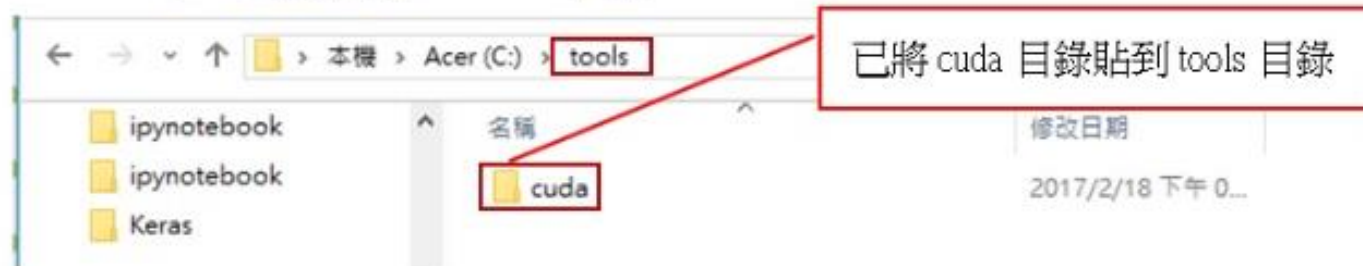 本機 > Acer (C:) > tools
已將 cuda 目錄貼到 tools 目錄
ipynotebook
名稱
修改日期
ipynotebook
cuda
2017/2/18 下午 0...
Keras